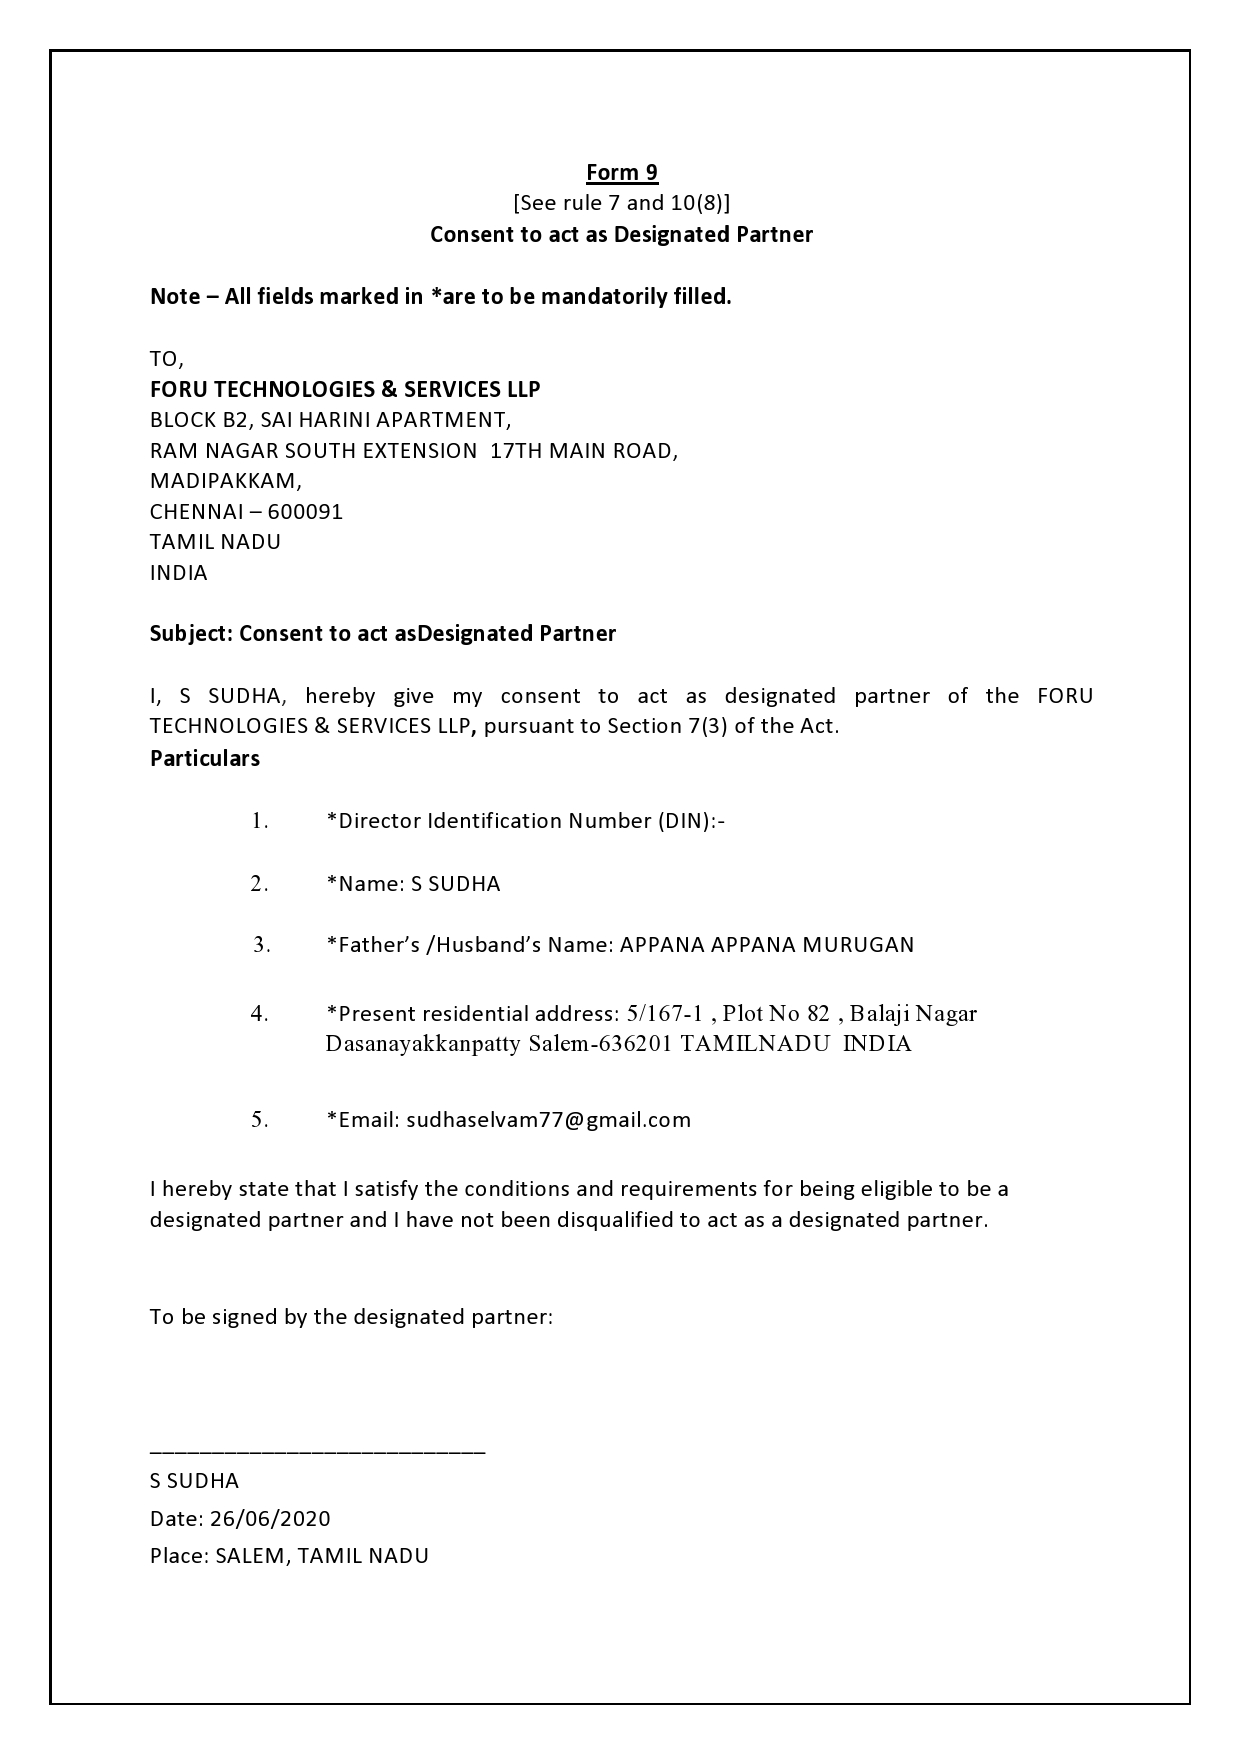 Form 9
[See rule 7 and 10(8)]
Consent to act as Designated Partner
Note – All fields marked in *are to be mandatorily filled.
TO,
FORU TECHNOLOGIES & SERVICES LLP
BLOCK B2, SAI HARINI APARTMENT,
RAM NAGAR SOUTH EXTENSION  17TH MAIN ROAD,
MADIPAKKAM,
CHENNAI – 600091
TAMIL NADU
INDIA
Subject: Consent to act asDesignated Partner
I, S SUDHA, hereby give my consent to act as designated partner of the FORU
TECHNOLOGIES & SERVICES LLP, pursuant to Section 7(3) of the Act.
Particulars
1. *Director Identification Number (DIN):-
2. *Name: S SUDHA
3. *Father’s /Husband’s Name: APPANA APPANA MURUGAN
4. *Present residential address: 5/167-1 , Plot No 82 , Balaji Nagar
Dasanayakkanpatty Salem-636201 TAMILNADU  INDIA
5. *Email: sudhaselvam77@gmail.com
I hereby state that I satisfy the conditions and requirements for being eligible to be a
designated partner and I have not been disqualified to act as a designated partner.
To be signed by the designated partner:
____________________________
S SUDHA
Date: 26/06/2020
Place: SALEM, TAMIL NADU